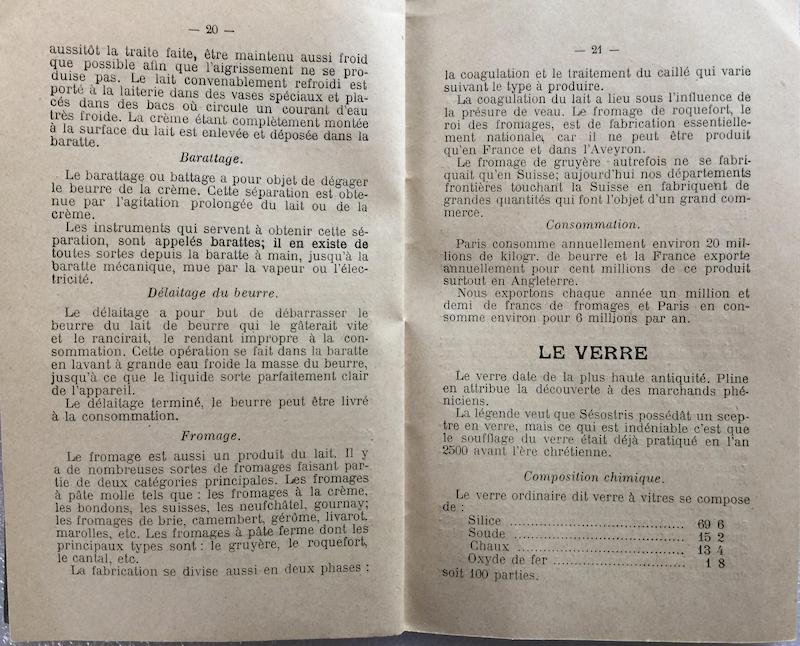 — 20 —
aussitôt la traite faite, être maintenu aussi froid
que possible afin que l'aigrissement ne se pro-
duise pas. Le lait convenablement refroidi est
porté à la laiterie dans des vases spéciaux et pla-
cés dans des bacs où circule un courant d'eau
très froide. La crème étant complètement montée
à la surface du lait est enlevée et déposée dans la
baratte.
Barattage.
Le barattage ou battage a pour objet de dégager
le beurre de la crème. Cette séparation est obte-
nue par l'agitation prolongée du lait ou de la
crème.
Les instruments qui servent à obtenir cette sé-
paration, sont appelés barattes; il en existe de
toutes sortes depuis la baratte à main, jusqu'à la
baratte mécanique, mue par la vapeur ou l'élec-
tricité.
Délaitage du beurre.
Le délaitage a pour but de débarrasser le
beurre du lait de beurre qui le gâterait vite
et le rancirait, le rendant impropre à la con-
sommation. Cette opération se fait dans la baratte
en lavant à grande eau froide la masse du beurre,
jusqu'à ce que le liquide sorte parfaitement clair
de l'appareil.
Le délaitage terminé, le beurre peut être livré
à la consommation.
Fromage.
Le fromage est aussi un produit du lait. Il y
a de nombreuses sortes de fromages faisant par-
tie de deux catégories principales. Les fromages
à pâte molle tels que : les fromages à la crème,
les bondons, les suisses, les neufchâtel, gournay;
les fromages de brie, camembert, gérôme, livarot,
marolles, etc. Les fromages à pâte ferme dont les
principaux types sont : le gruyère, le roquefort,
le cantal, etc.
La fabrication se divise aussi en deux phases :
— 21 —
la coagulation et le traitement du caillé qui varie
suivant le type à produire.
La coagulation du lait a lieu sous l'influence de
la présure de veau. Le fromage de roquefort, le
roi des fromages, est de fabrication essentielle-
ment nationale, car il ne peut être produit
qu'en France et dans l'Aveyron.
Le fromage de gruyère autrefois ne se fabri-
quait qu'en Suisse; aujourd'hui nos départements
frontières touchant la Suisse en fabriquent de
grandes quantités qui font l'objet d'un grand com-
merce.
Consommation.
Paris consomme annuellement environ 20 mil-
lions de kilogr. de beurre et la France exporte
annuellement pour cent millions de ce produit
surtout en Angleterre.
Nous exportons chaque année un million et
demi de francs de fromages et Paris en con-
somme environ pour 6 millions par an.
LE VERRE
Le verre date de la plus haute antiquité. Pline
en attribue la découverte à des marchands phé-
niciens.
La légende veut que Sésostris possédât un scep-
tre en verre, mais ce qui est indéniable c'est que
le soufflage du verre était déjà pratiqué en l'an
2500 avant l'ère chrétienne.
Composition chimique.
Le verre ordinaire dit verre à vitres se compose
de :
Silice ........................................ 69 6
Soude ........................................ 15 2
Chaux ........................................ 13 4
Oxyde de fer .............................. 1 8
soit 100 parties.